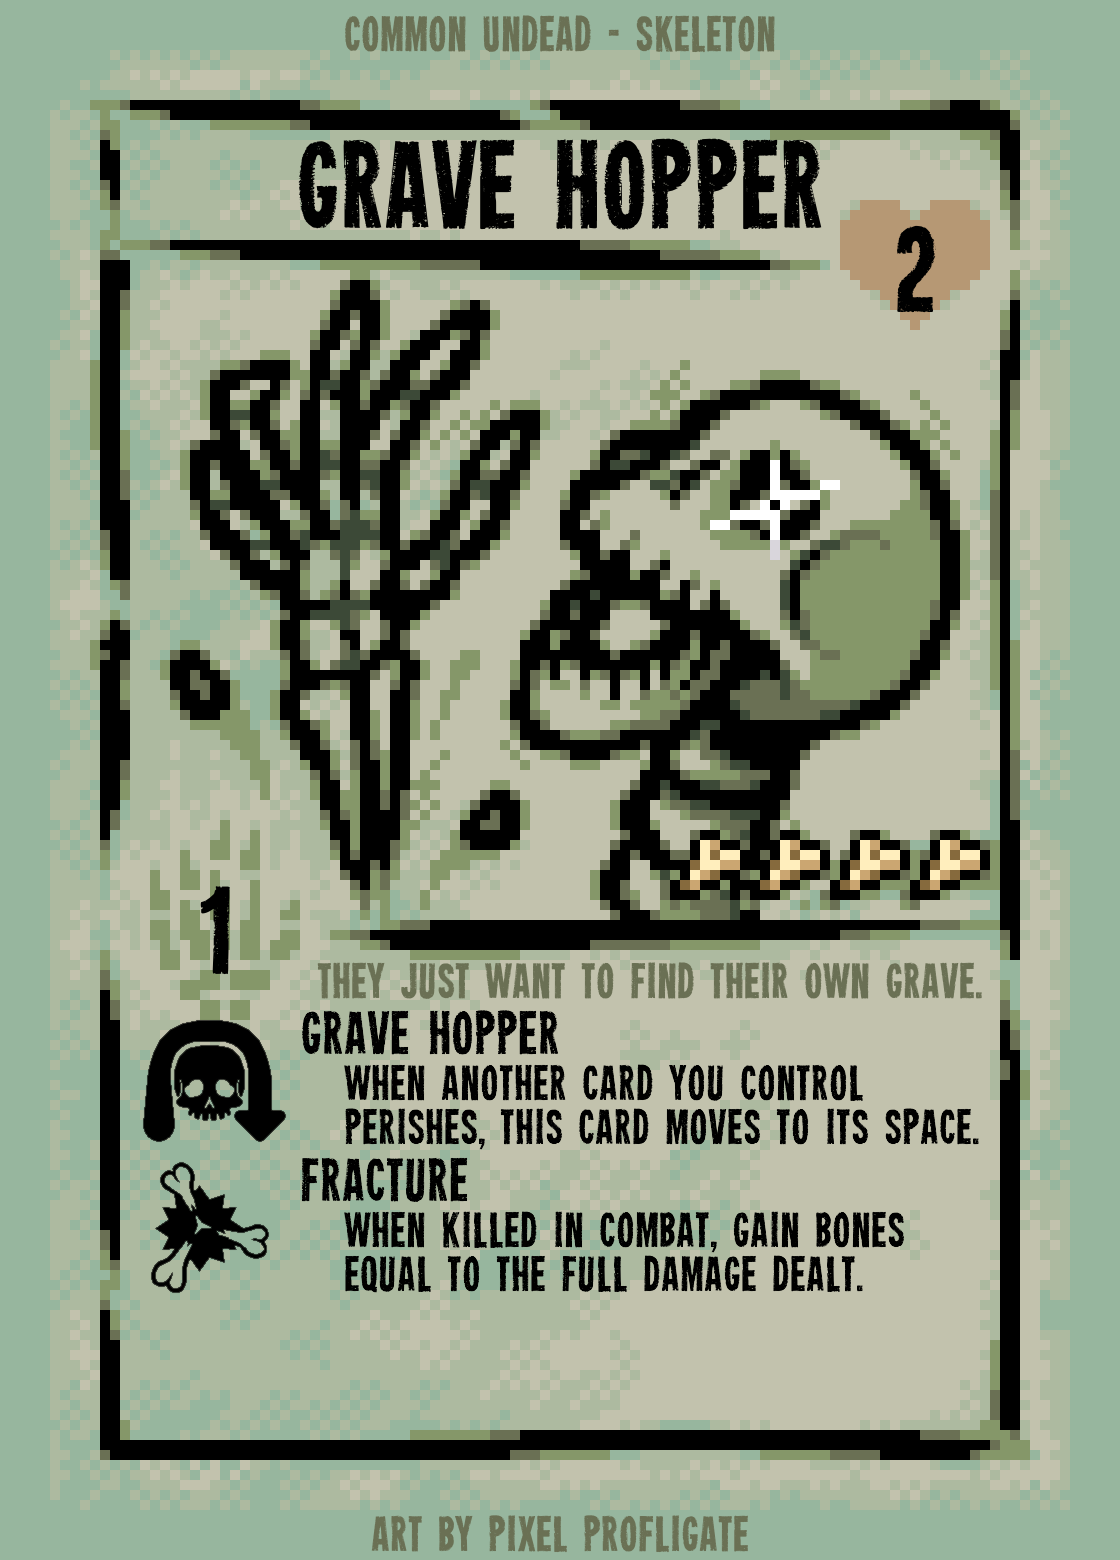 COMMON UNDEAD - SKELETON
GRAVE HOPPER
2
1
THEY JUST WANT TO FIND THEIR OWN GRAVE.
GRAVE HOPPER
WHEN ANOTHER CARD YOU CONTROL
PERISHES, THIS CARD MOVES TO ITS SPACE.
FRACTURE
WHEN KILLED IN COMBAT, GAIN BONES
EQUAL TO THE FULL DAMAGE DEALT.
ART BY PIXEL PROFLIGATE